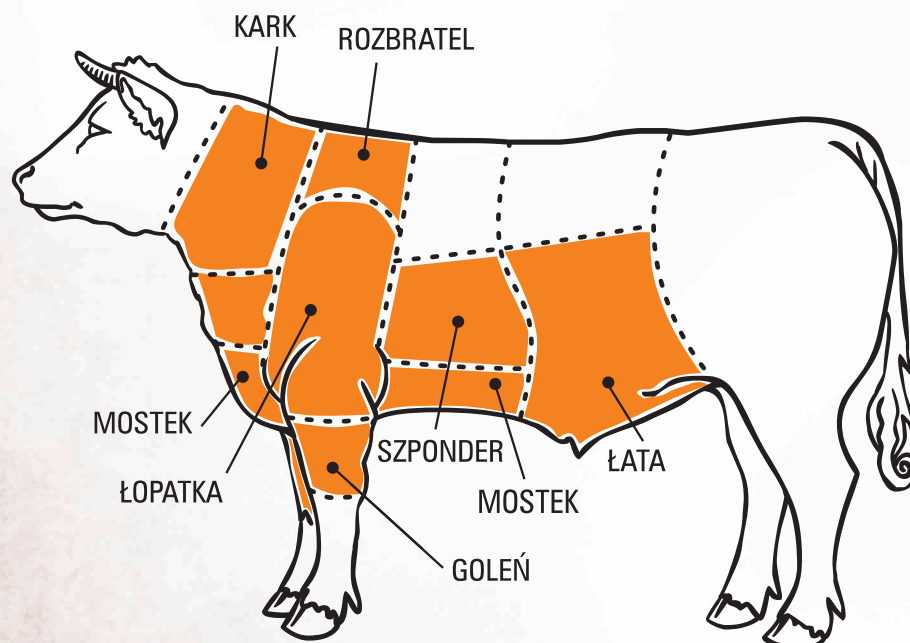 KARK
ROZBRATEL
MOSTEK
ŁOPATKA
SZPONDER
MOSTEK
ŁATA
GOLEŃ